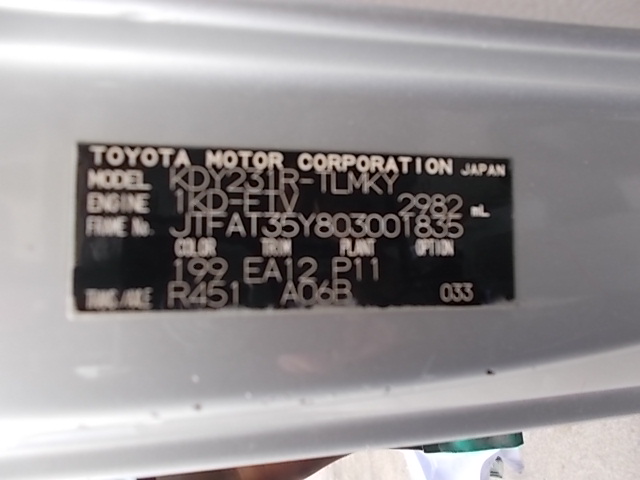 TOYOTA MOTOR CORPORATION JAPAN
MODEL KDY231R-TLMKY
ENGINE 1KD-FTV 2982 mL
FRAME No. JTFAT35Y803001835
COLOR TRIM PLANT OPTION
199 EA12 P11
TRANS/AXLE R451 A06B 033